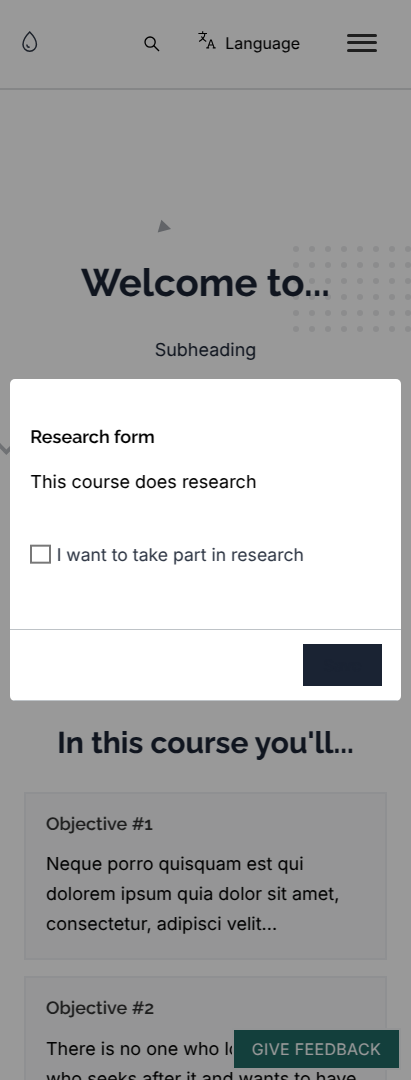 Language
Welcome to...
Subheading
Research form
This course does research
I want to take part in research
In this course you'll...
Objective #1
Neque porro quisquam est qui
dolorem ipsum quia dolor sit amet,
consectetur, adipisci velit...
Objective #2
There is no one who
GIVE FEEDBACK
who seeks after it and wants to have